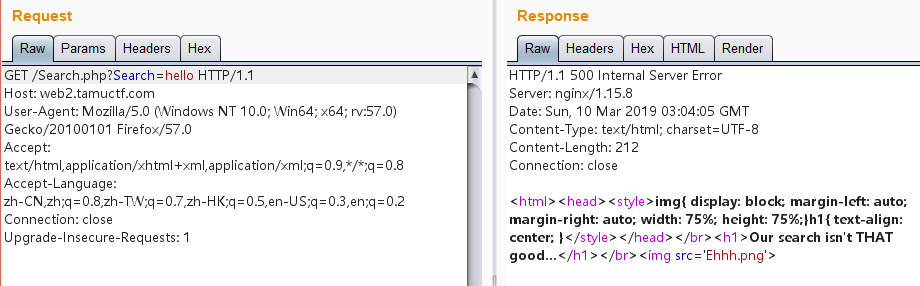 Request
Raw Params Headers Hex
GET /Search.php?Search=hello HTTP/1.1
Host: web2.tamuctf.com
User-Agent: Mozilla/5.0 (Windows NT 10.0; Win64; x64; rv:57.0)
Gecko/20100101 Firefox/57.0
Accept:
text/html,application/xhtml+xml,application/xml;q=0.9,*/*;q=0.8
Accept-Language:
zh-CN,zh;q=0.8,zh-TW;q=0.7,zh-HK;q=0.5,en-US;q=0.3,en;q=0.2
Connection: close
Upgrade-Insecure-Requests: 1
Response
Raw Headers Hex HTML Render
HTTP/1.1 500 Internal Server Error
Server: nginx/1.15.8
Date: Sun, 10 Mar 2019 03:04:05 GMT
Content-Type: text/html; charset=UTF-8
Content-Length: 212
Connection: close
<html><head><style>img{ display: block; margin-left: auto;
margin-right: auto; width: 75%; height: 75%;}h1{ text-align:
center; }</style></head></br><h1>Our search isn't THAT
good...</h1></br><img src='Ehhh.png'>